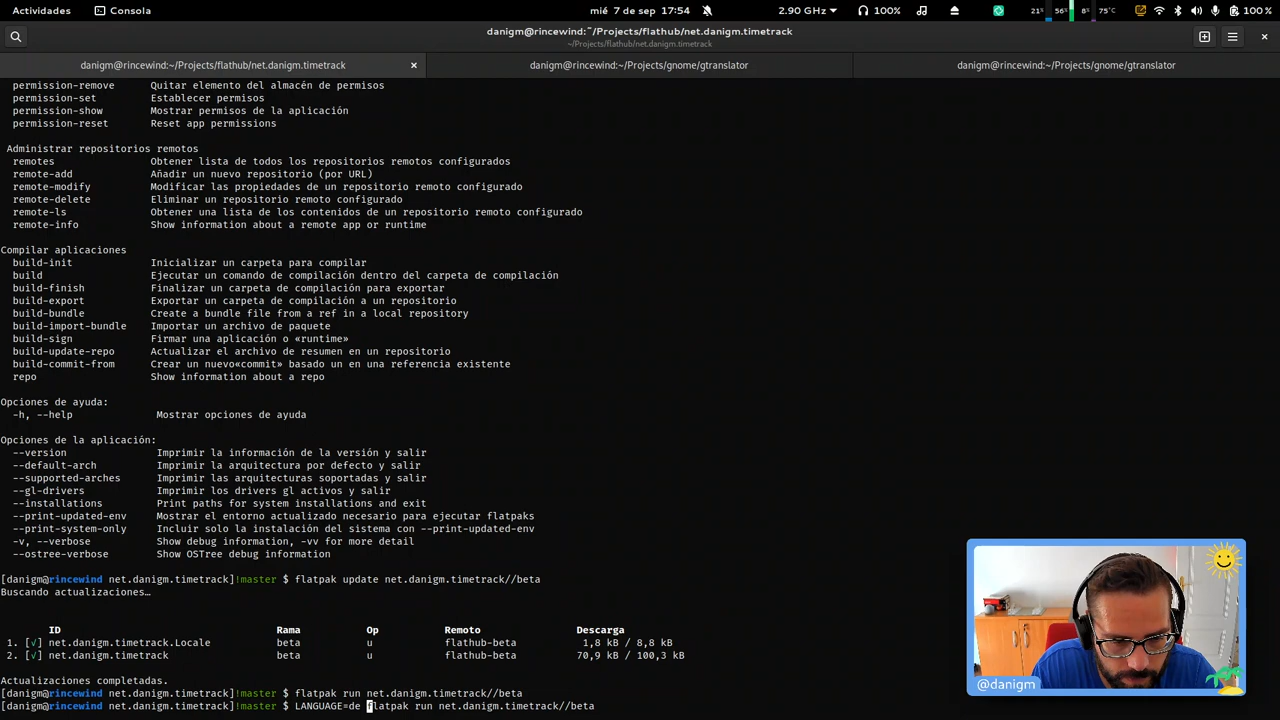 Actividades Consola mié 7 de sep 17:54 2.90 GHz 100% 21% 56% 8% 75°C 100 %
danigm@rincewind:~/Projects/flathub/net.danigm.timetrack
~/Projects/flathub/net.danigm.timetrack
danigm@rincewind:~/Projects/flathub/net.danigm.timetrack danigm@rincewind:~/Projects/gnome/gtranslator danigm@rincewind:~/Projects/gnome/gtranslator
permission-remove Quitar elemento del almacén de permisos
permission-set Establecer permisos
permission-show Mostrar permisos de la aplicación
permission-reset Reset app permissions
Administrar repositorios remotos
remotes Obtener lista de todos los repositorios remotos configurados
remote-add Añadir un nuevo repositorio (por URL)
remote-modify Modificar las propiedades de un repositorio remoto configurado
remote-delete Eliminar un repositorio remoto configurado
remote-ls Obtener una lista de los contenidos de un repositorio remoto configurado
remote-info Show information about a remote app or runtime
Compilar aplicaciones
build-init Inicializar un carpeta para compilar
build Ejecutar un comando de compilación dentro del carpeta de compilación
build-finish Finalizar un carpeta de compilación para exportar
build-export Exportar un carpeta de compilación a un repositorio
build-bundle Create a bundle file from a ref in a local repository
build-import-bundle Importar un archivo de paquete
build-sign Firmar una aplicación o «runtime»
build-update-repo Actualizar el archivo de resumen en un repositorio
build-commit-from Crear un nuevo«commit» basado un en una referencia existente
repo Show information about a repo
Opciones de ayuda:
-h, --help Mostrar opciones de ayuda
Opciones de la aplicación:
--version Imprimir la información de la versión y salir
--default-arch Imprimir la arquitectura por defecto y salir
--supported-arches Imprimir las arquitecturas soportadas y salir
--gl-drivers Imprimir los drivers gl activos y salir
--installations Print paths for system installations and exit
--print-updated-env Mostrar el entorno actualizado necesario para ejecutar flatpaks
--print-system-only Incluir solo la instalación del sistema con --print-updated-env
-v, --verbose Show debug information, -vv for more detail
--ostree-verbose Show OSTree debug information
[danigm@rincewind net.danigm.timetrack]!master $ flatpak update net.danigm.timetrack//beta
Buscando actualizaciones…
ID Rama Op Remoto Descarga
1. [√] net.danigm.timetrack.Locale beta u flathub-beta 1,8 kB / 8,8 kB
2. [√] net.danigm.timetrack beta u flathub-beta 70,9 kB / 100,3 kB
Actualizaciones completadas.
[danigm@rincewind net.danigm.timetrack]!master $ flatpak run net.danigm.timetrack//beta
[danigm@rincewind net.danigm.timetrack]!master $ LANGUAGE=de flatpak run net.danigm.timetrack//beta
@danigm